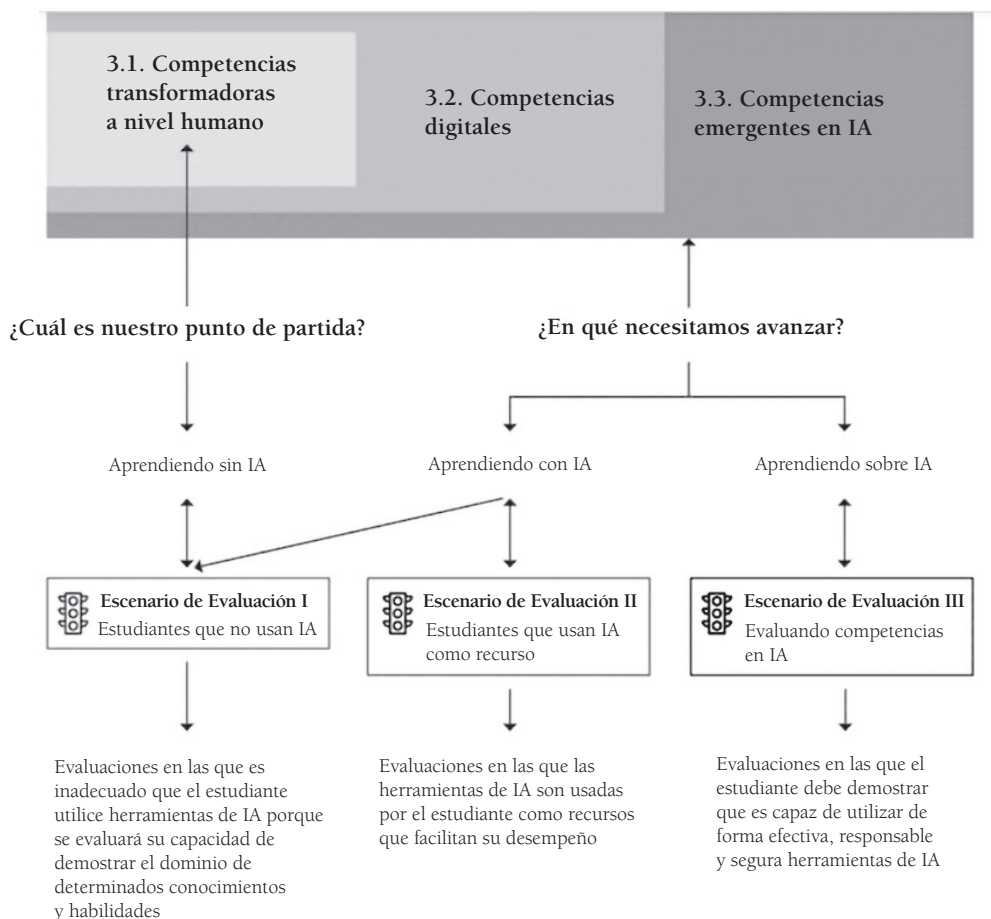 3.1. Competencias
transformadoras
a nivel humano
3.2. Competencias
digitales
3.3. Competencias
emergentes en IA
¿Cuál es nuestro punto de partida?
¿En qué necesitamos avanzar?
Aprendiendo sin IA
Aprendiendo con IA
Aprendiendo sobre IA
Escenario de Evaluación I
Estudiantes que no usan IA
Escenario de Evaluación II
Estudiantes que usan IA
como recurso
Escenario de Evaluación III
Evaluando competencias
en IA
Evaluaciones en las que es
inadecuado que el estudiante
utilice herramientas de IA porque
se evaluará su capacidad de
demostrar el dominio de
determinados conocimientos
y habilidades
Evaluaciones en las que las
herramientas de IA son usadas
por el estudiante como recursos
que facilitan su desempeño
Evaluaciones en las que el
estudiante debe demostrar
que es capaz de utilizar de
forma efectiva, responsable
y segura herramientas de IA